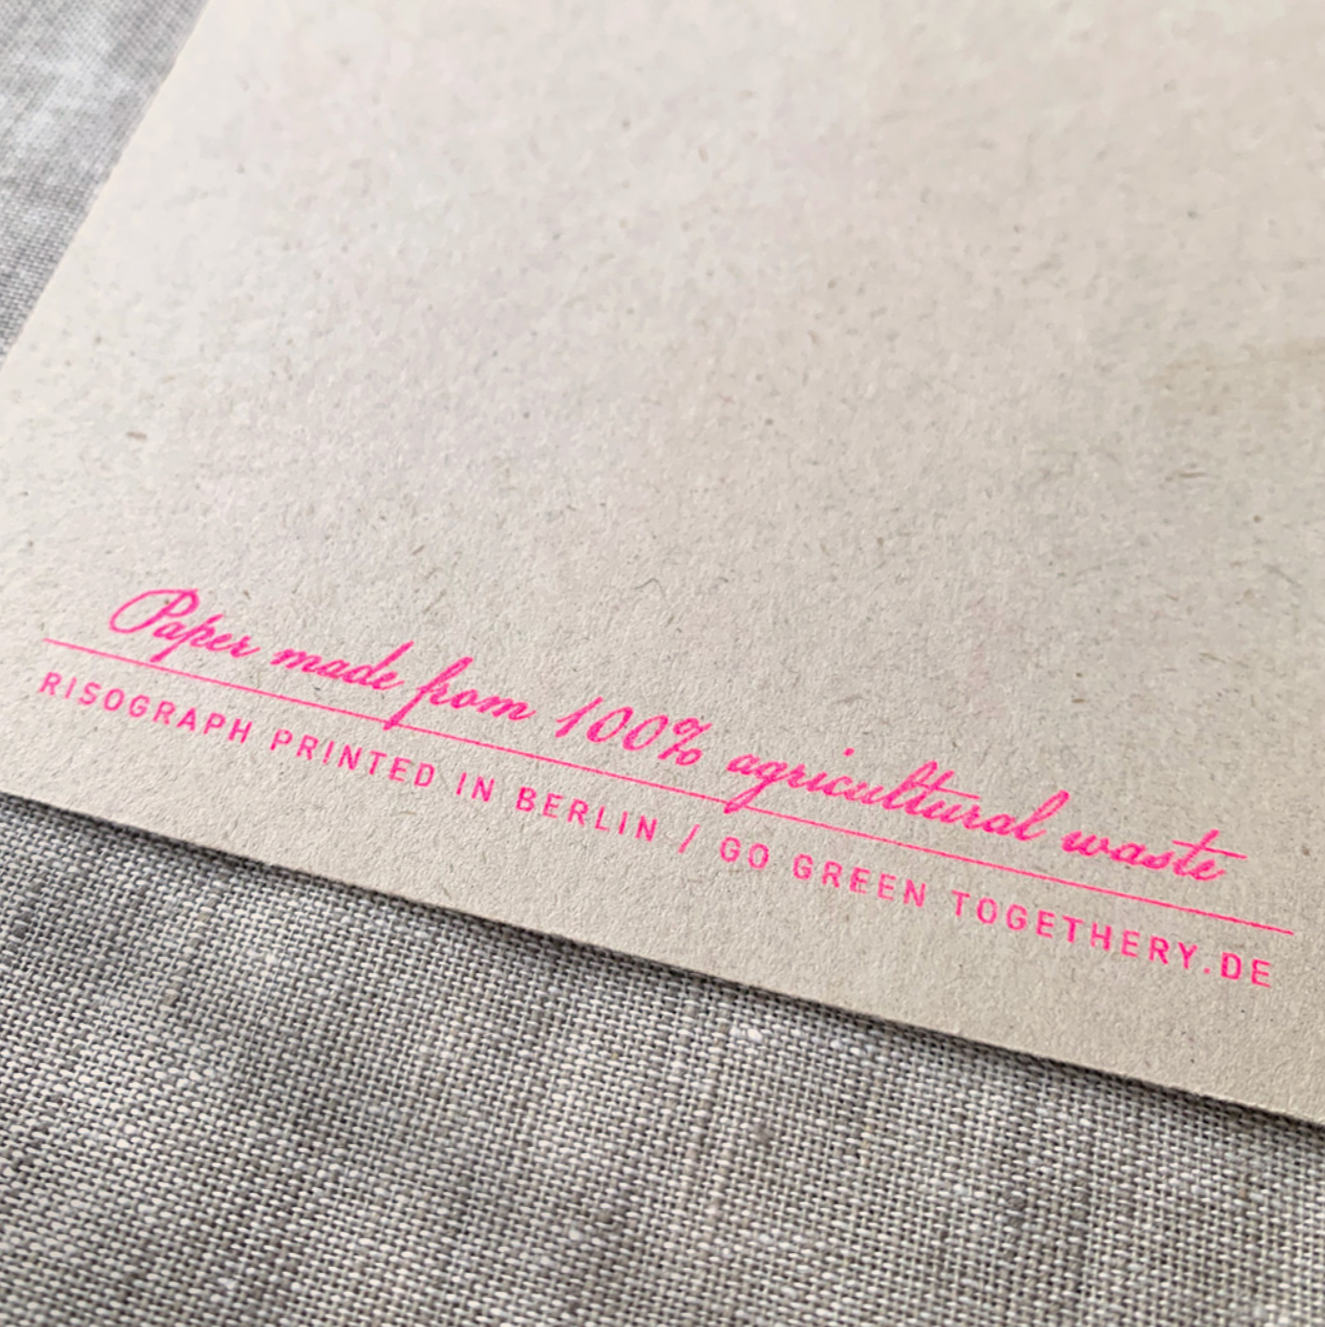 Paper made from 100% agricultural waste
RISOGRAPH PRINTED IN BERLIN / GO GREEN TOGETHERY.DE